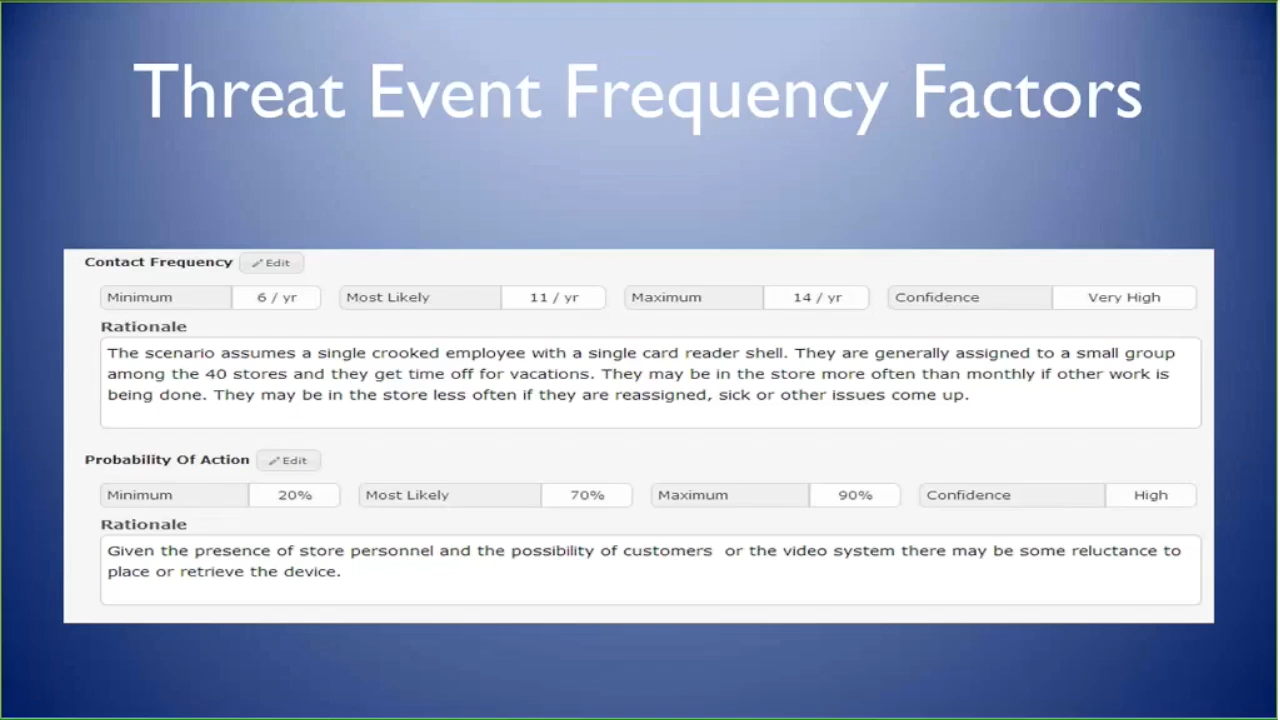 Threat Event Frequency Factors
Contact Frequency Edit
Minimum 6 / yr Most Likely 11 / yr Maximum 14 / yr Confidence Very High
Rationale
The scenario assumes a single crooked employee with a single card reader shell. They are generally assigned to a small group
among the 40 stores and they get time off for vacations. They may be in the store more often than monthly if other work is
being done. They may be in the store less often if they are reassigned, sick or other issues come up.
Probability Of Action Edit
Minimum 20% Most Likely 70% Maximum 90% Confidence High
Rationale
Given the presence of store personnel and the possibility of customers or the video system there may be some reluctance to
place or retrieve the device.